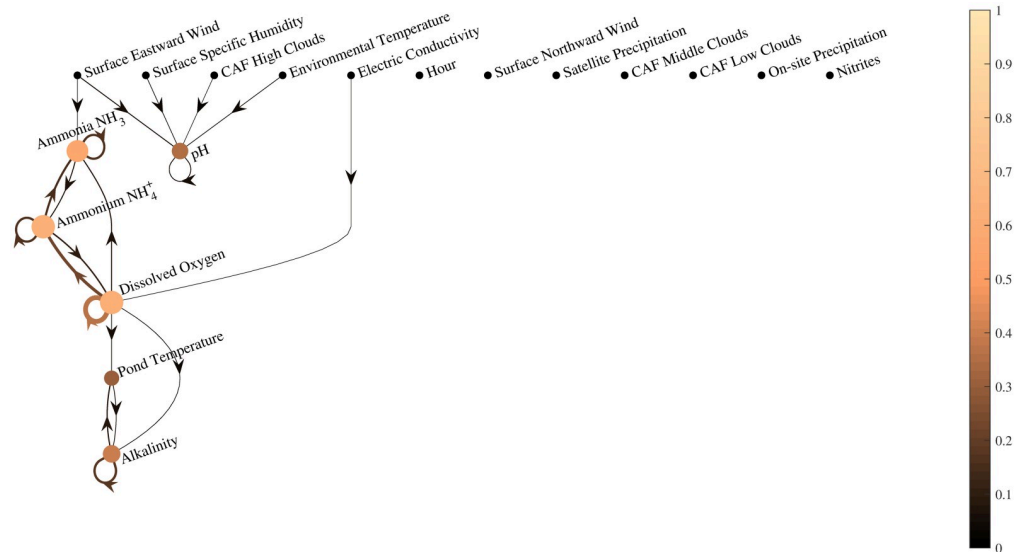 Surface Eastward Wind
Surface Specific Humidity
CAF High Clouds
Environmental Temperature
Electric Conductivity
Hour
Surface Northward Wind
Satellite Precipitation
CAF Middle Clouds
CAF Low Clouds
On-site Precipitation
Nitrites
Ammonia NH₃
pH
Ammonium NH₄⁺
Dissolved Oxygen
Pond Temperature
Alkalinity
1
0.9
0.8
0.7
0.6
0.5
0.4
0.3
0.2
0.1
0